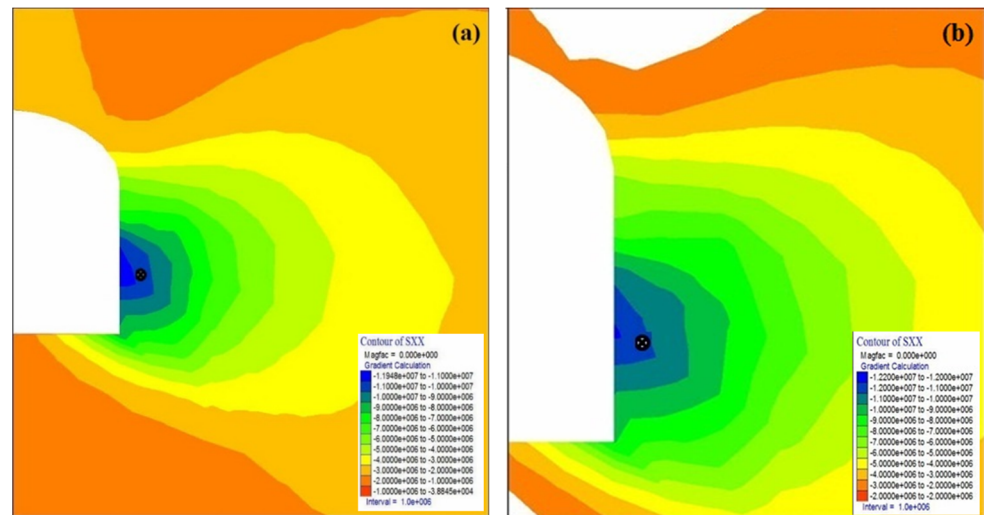 (a)
Contour of SXX
Magfac = 0.000e+000
Gradient Calculation
-1.1948e+007 to -1.1000e+007
-1.1000e+007 to -1.0000e+007
-1.0000e+007 to -9.0000e+006
-9.0000e+006 to -8.0000e+006
-8.0000e+006 to -7.0000e+006
-7.0000e+006 to -6.0000e+006
-6.0000e+006 to -5.0000e+006
-5.0000e+006 to -4.0000e+006
-4.0000e+006 to -3.0000e+006
-3.0000e+006 to -2.0000e+006
-2.0000e+006 to -1.0000e+006
-1.0000e+006 to -3.8845e+004
Interval = 1.0e+006
(b)
Contour of SXX
Magfac = 0.000e+000
Gradient Calculation
-1.2200e+007 to -1.2000e+007
-1.2000e+007 to -1.1000e+007
-1.1000e+007 to -1.0000e+007
-1.0000e+007 to -9.0000e+006
-9.0000e+006 to -8.0000e+006
-8.0000e+006 to -7.0000e+006
-7.0000e+006 to -6.0000e+006
-6.0000e+006 to -5.0000e+006
-5.0000e+006 to -4.0000e+006
-4.0000e+006 to -3.0000e+006
-3.0000e+006 to -2.0000e+006
-2.0000e+006 to -2.0000e+006
Interval = 1.0e+006